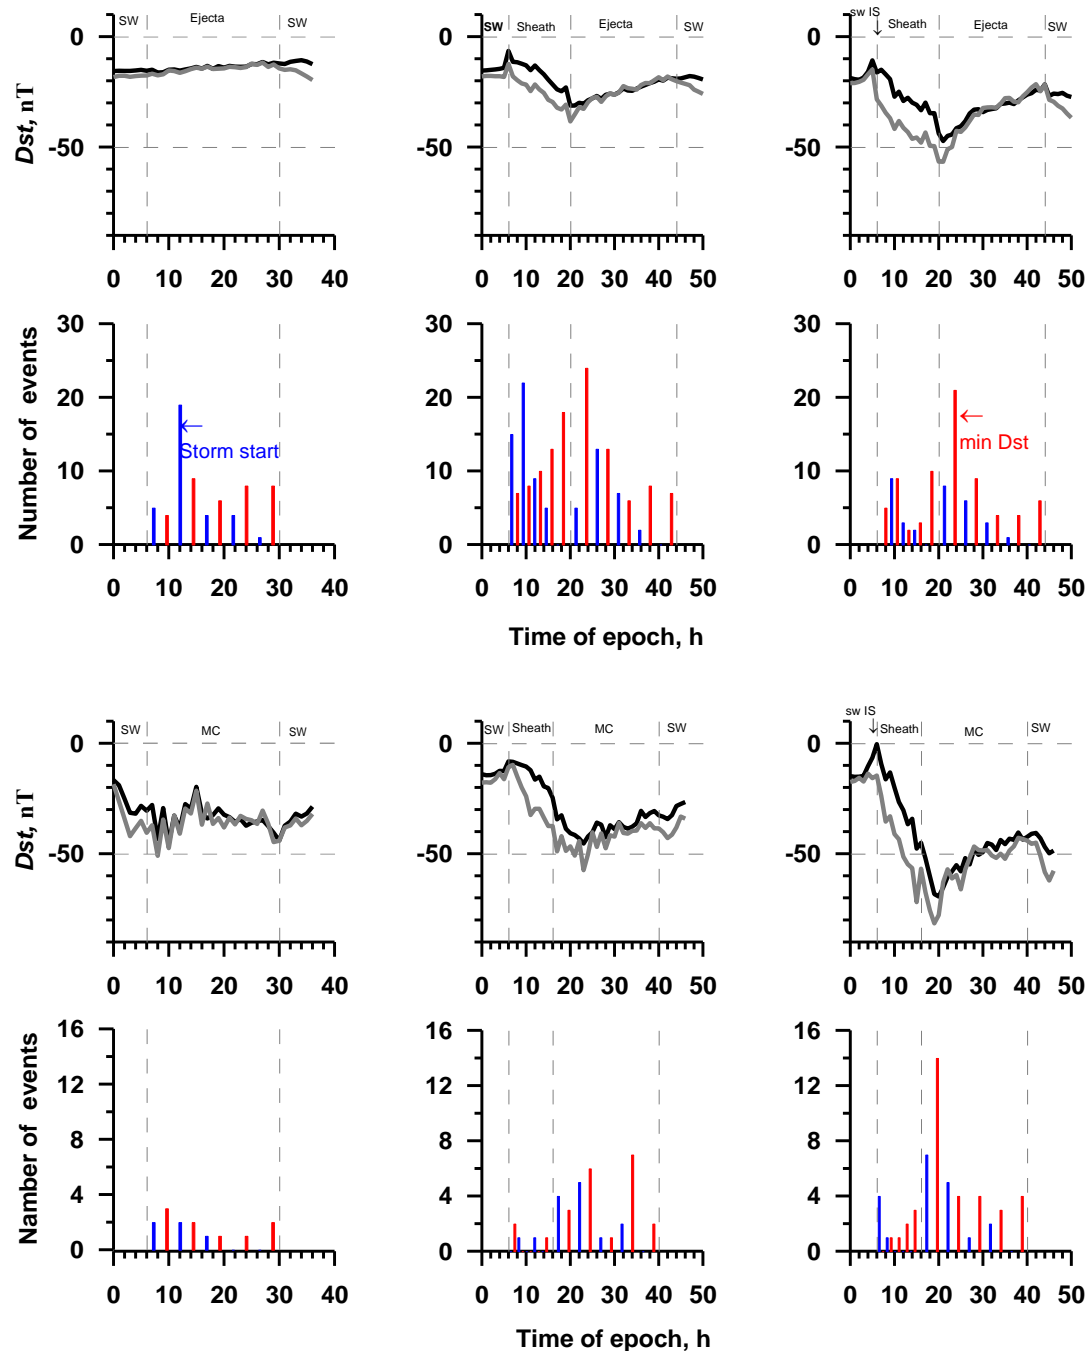 SW Ejecta SW
SW Sheath Ejecta SW
sw IS
↓ Sheath Ejecta SW
0
-50
Dst, nT
0 10 20 30 40
0
-50
0 10 20 30 40 50
0
-50
0 10 20 30 40 50
30
20
10
0
Number of events
←
Storm start
30
20
10
0
30
20
10
0
←
min Dst
0 10 20 30 40
0 10 20 30 40 50
0 10 20 30 40 50
Time of epoch, h
SW MC SW
SW Sheath MC SW
sw IS
↓ Sheath MC SW
0
-50
Dst, nT
0 10 20 30 40
0
-50
0 10 20 30 40 50
0
-50
0 10 20 30 40 50
16
12
8
4
0
Namber of events
16
12
8
4
0
16
12
8
4
0
0 10 20 30 40
0 10 20 30 40 50
0 10 20 30 40 50
Time of epoch, h